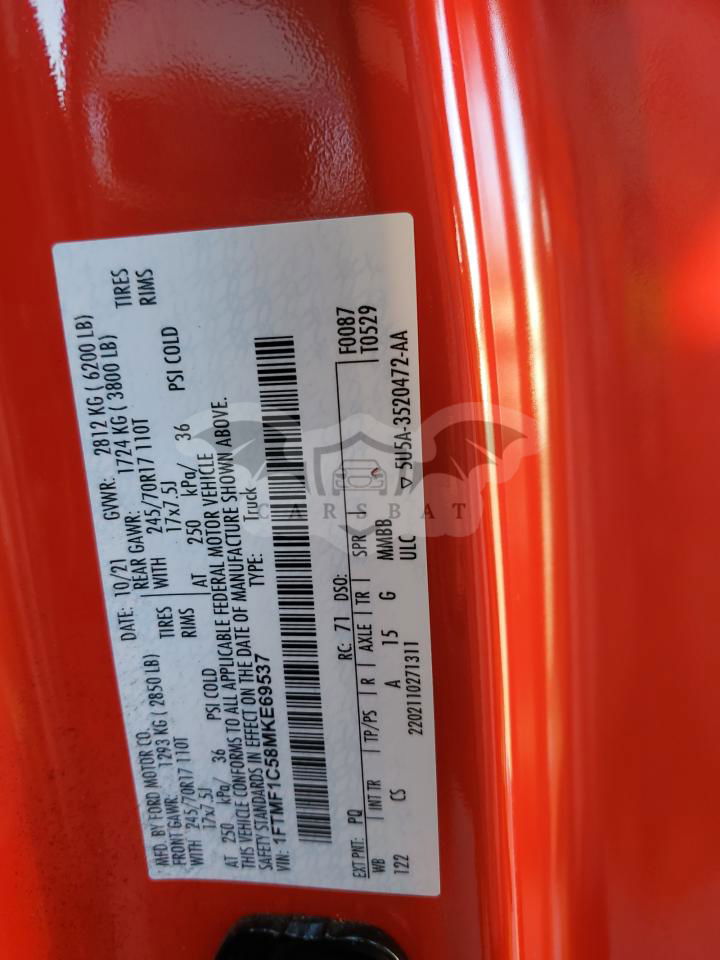 MFD. BY FORD MOTOR CO.
DATE: 10/21 GVWR: 2812 KG ( 6200 LB)
FRONT GAWR: 1293 KG ( 2850 LB) REAR GAWR: 1724 KG ( 3800 LB)
WITH 245/70R17 110T TIRES WITH 245/70R17 110T TIRES
17x7.5J RIMS 17x7.5J RIMS
AT 250 kPa/ 36 PSI COLD AT 250 kPa/ 36 PSI COLD
THIS VEHICLE CONFORMS TO ALL APPLICABLE FEDERAL MOTOR VEHICLE
SAFETY STANDARDS IN EFFECT ON THE DATE OF MANUFACTURE SHOWN ABOVE.
VIN: 1FTMF1C58MKE69537 TYPE: Truck
F0087
EXT PNT: PQ RC: 71 DSO: T0529
WB INT TR TP/PS R AXLE TR SPR
122 CS A 15 G MMBB
2202110271311 ULC ▽ 5U5A-3520472-AA
CARSBAT